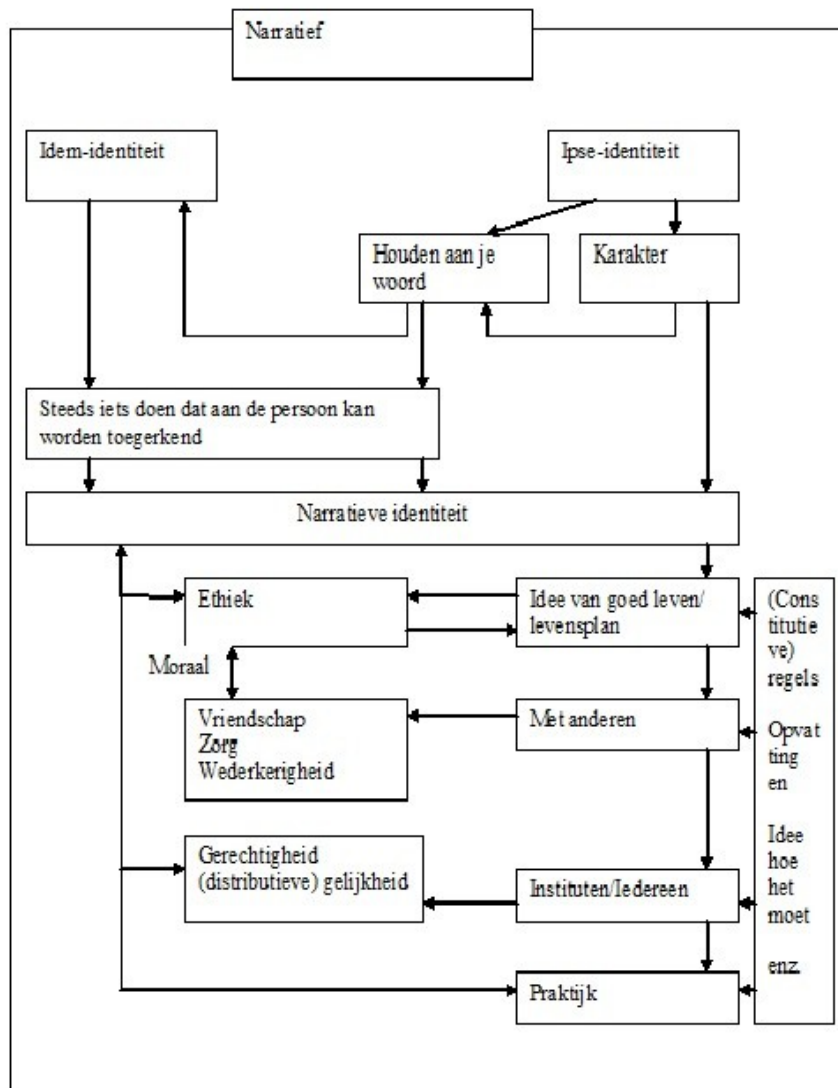 Narratief
Idem-identiteit
Ipse-identiteit
Houden aan je
woord
Karakter
Steeds iets doen dat aan de persoon kan
worden toegerkend
Narratieve identiteit
Ethiek
Idee van goed leven/
levensplan
(Cons
titutie
ve)
regels
Opvat
ting
en
Idee
hoe
het
moet
enz.
Moraal
Vriendschap
Zorg
Wederkerigheid
Met anderen
Gerechtigheid
(distributieve) gelijkheid
Instituten/Iedereen
Praktijk